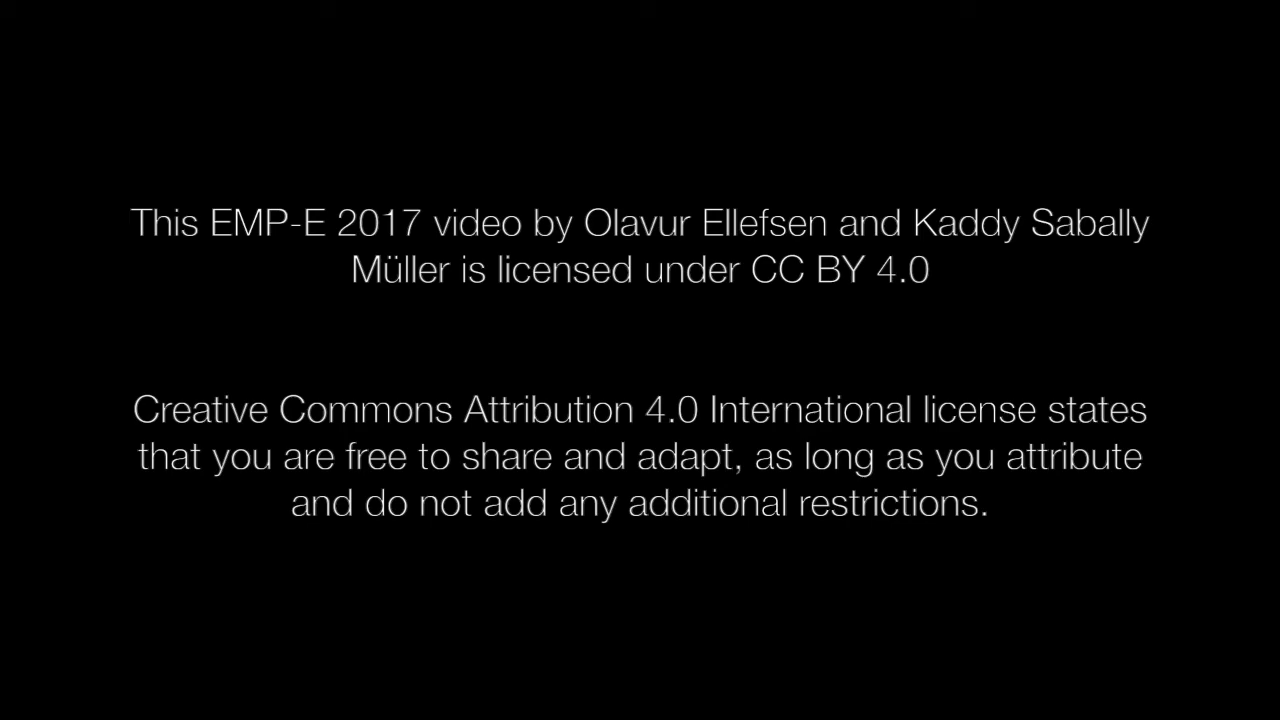 This EMP-E 2017 video by Olavur Ellefsen and Kaddy Sabally
Müller is licensed under CC BY 4.0
Creative Commons Attribution 4.0 International license states
that you are free to share and adapt, as long as you attribute
and do not add any additional restrictions.